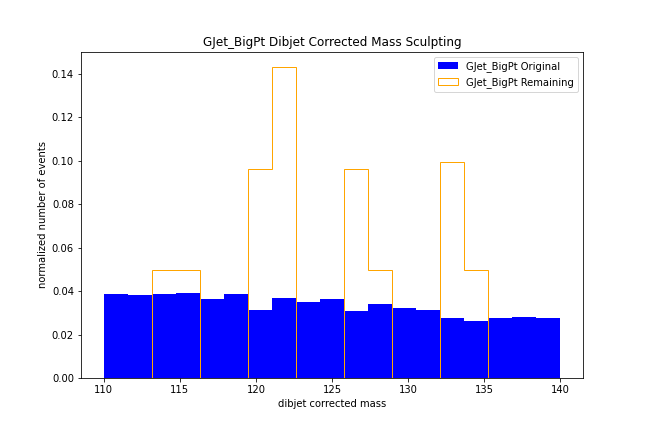 GJet_BigPt Dibjet Corrected Mass Sculpting
GJet_BigPt Original
GJet_BigPt Remaining
normalized number of events
0.14
0.12
0.10
0.08
0.06
0.04
0.02
0.00
110 115 120 125 130 135 140
dibjet corrected mass